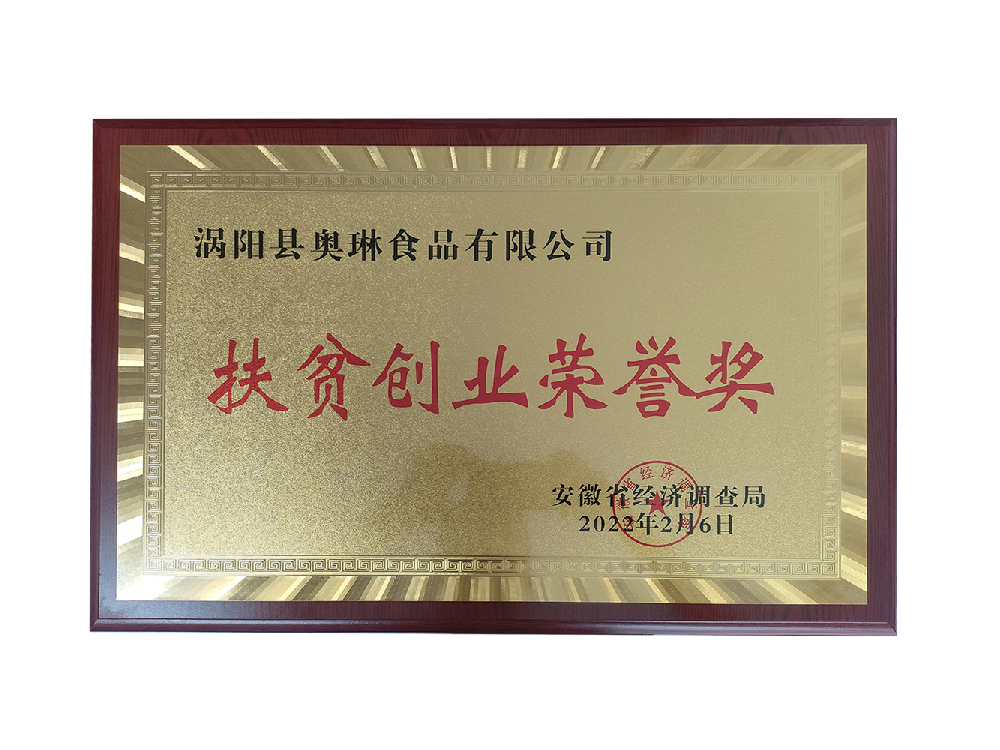 涡阳县奥琳食品有限公司
扶贫创业荣誉奖
安徽省经济调查局
2022年2月6日